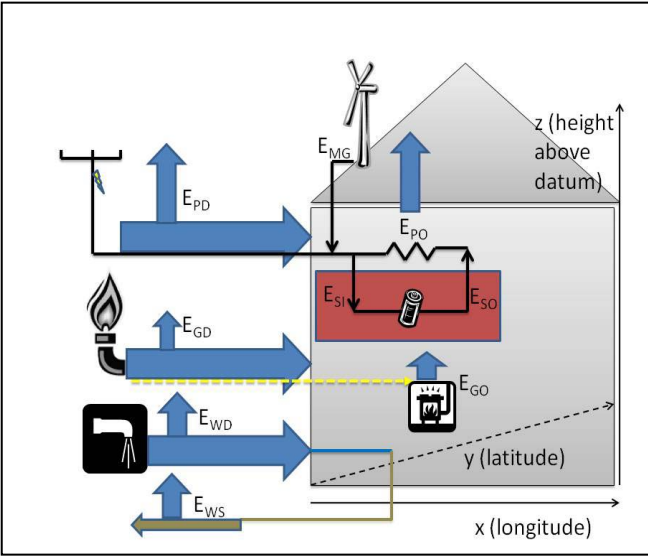 z (height
above
datum)
E_MG
E_PD
E_PO
E_SI
E_SO
E_GD
E_GO
E_WD
y (latitude)
E_WS
x (longitude)